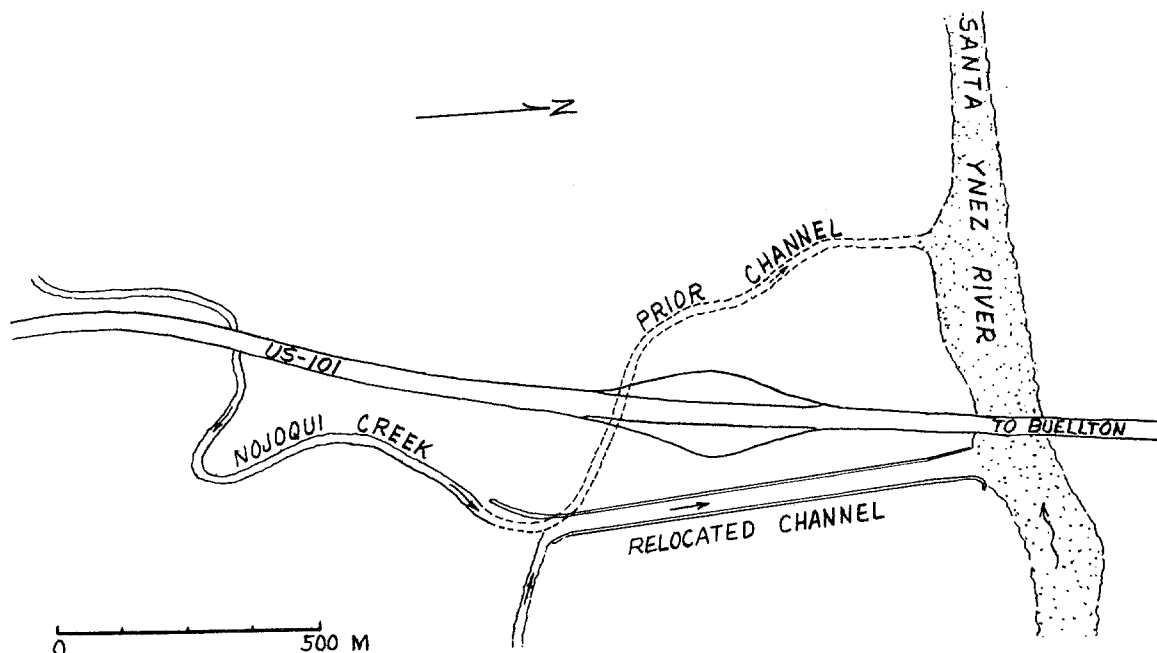 SANTA YNEZ RIVER
N
PRIOR CHANNEL
US-101
TO BUELLTON
NOJOQUI CREEK
RELOCATED CHANNEL
0 500 M